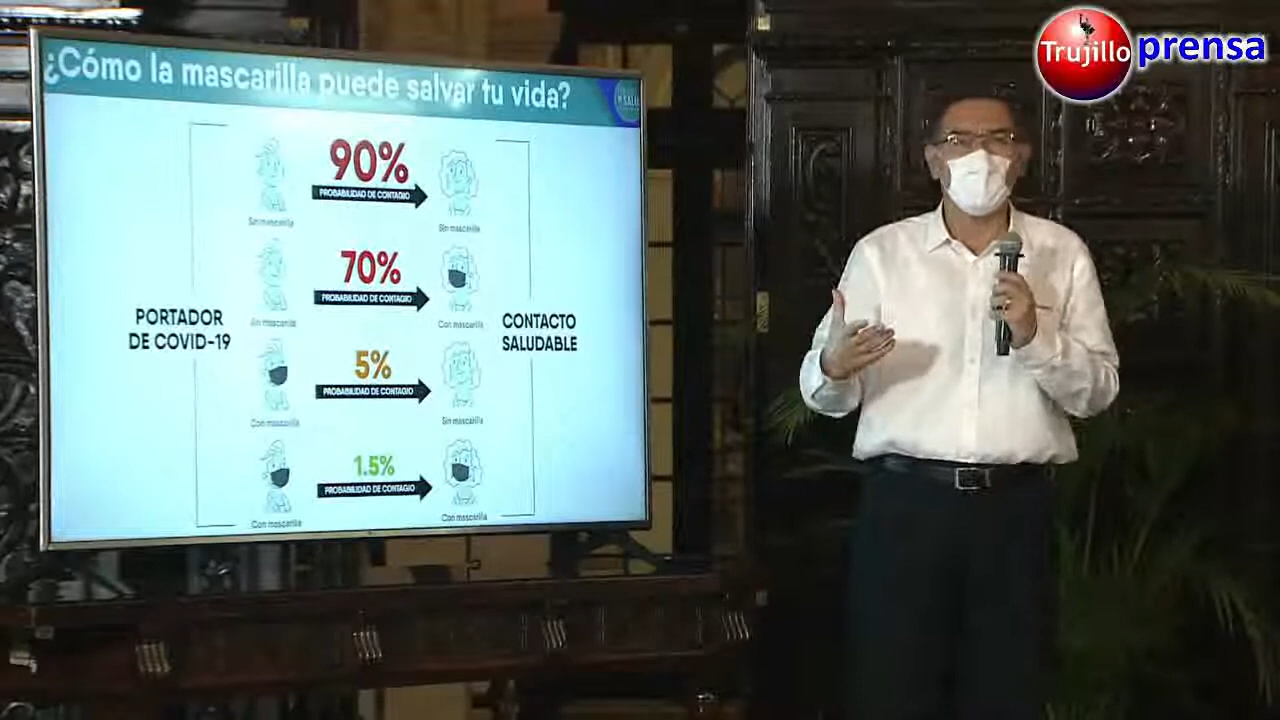 ¿Cómo la mascarilla puede salvar tu vida?
Trujillo prensa
90%
PROBABILIDAD DE CONTAGIO
Sin mascarilla
Sin mascarilla
70%
PROBABILIDAD DE CONTAGIO
Sin mascarilla
Con mascarilla
PORTADOR
DE COVID-19
CONTACTO
SALUDABLE
5%
PROBABILIDAD DE CONTAGIO
Con mascarilla
Sin mascarilla
1.5%
PROBABILIDAD DE CONTAGIO
Con mascarilla
Con mascarilla